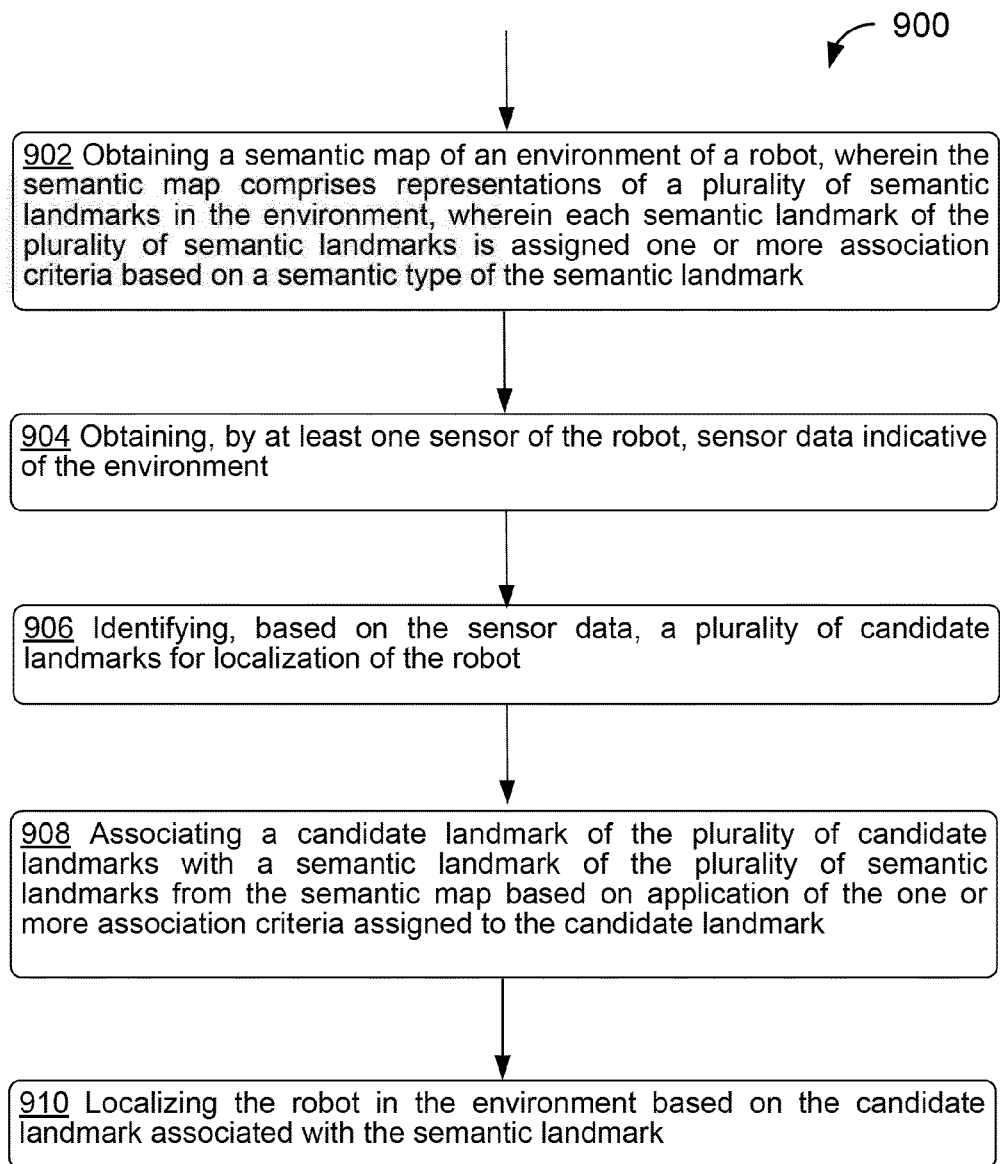 900
902 Obtaining a semantic map of an environment of a robot, wherein the
semantic map comprises representations of a plurality of semantic
landmarks in the environment, wherein each semantic landmark of the
plurality of semantic landmarks is assigned one or more association
criteria based on a semantic type of the semantic landmark
904 Obtaining, by at least one sensor of the robot, sensor data indicative
of the environment
906 Identifying, based on the sensor data, a plurality of candidate
landmarks for localization of the robot
908 Associating a candidate landmark of the plurality of candidate
landmarks with a semantic landmark of the plurality of semantic
landmarks from the semantic map based on application of the one or
more association criteria assigned to the candidate landmark
910 Localizing the robot in the environment based on the candidate
landmark associated with the semantic landmark